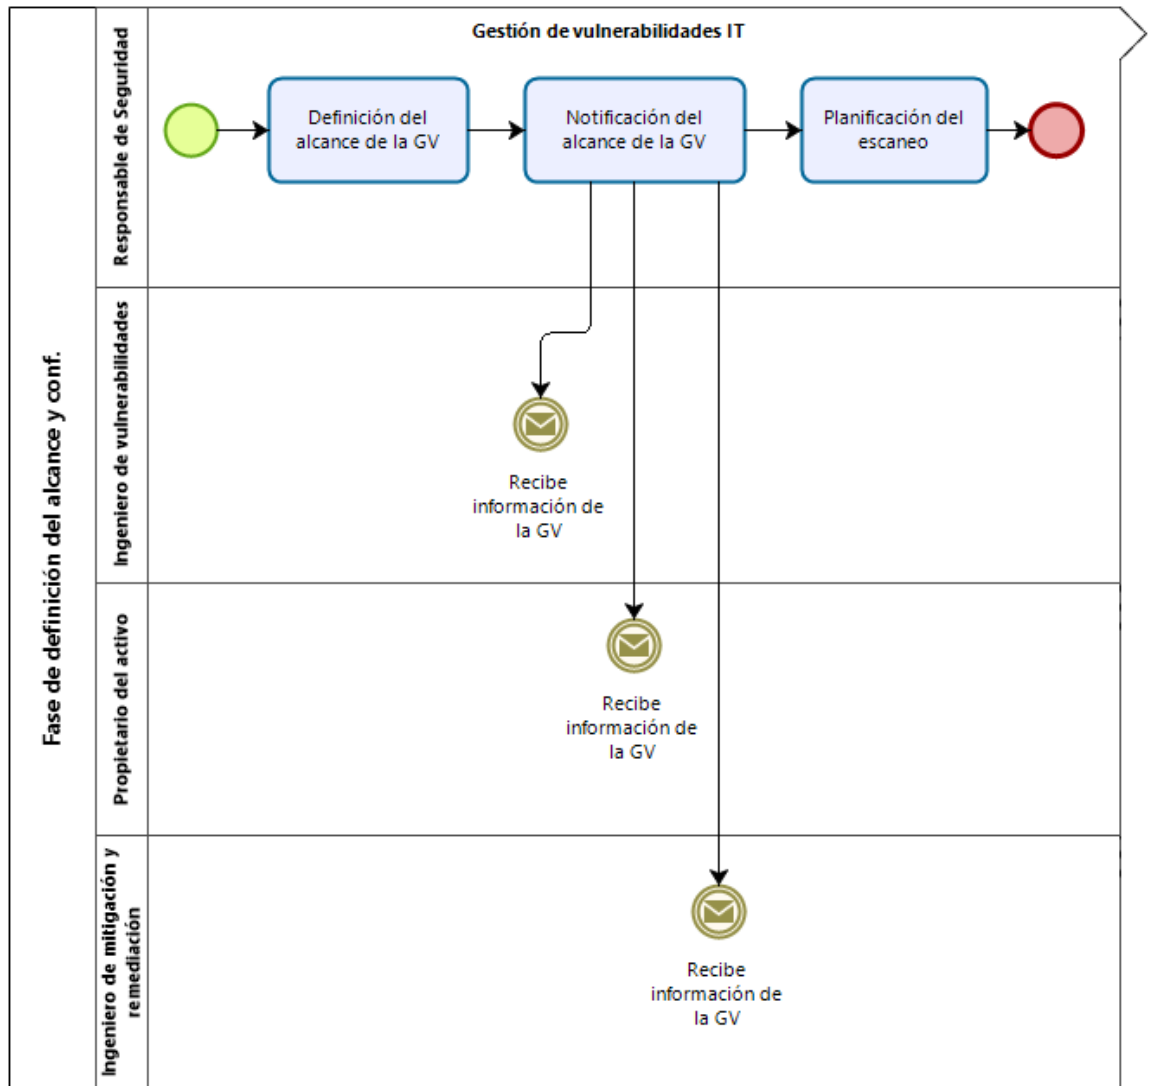 Gestión de vulnerabilidades IT
Fase de definición del alcance y conf.
Responsable de Seguridad
Definición del
alcance de la GV
Notificación del
alcance de la GV
Planificación del
escaneo
Ingeniero de vulnerabilidades
Recibe
información de
la GV
Propietario del activo
Recibe
información de
la GV
Ingeniero de mitigación y
remediación
Recibe
información de
la GV